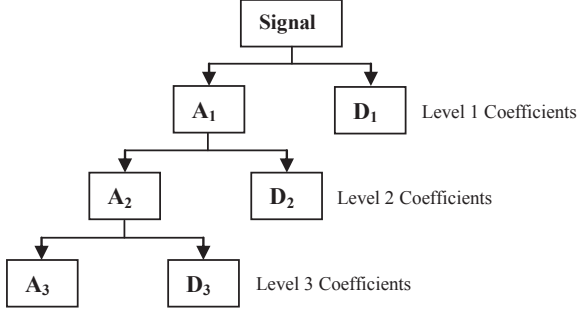 Signal
A₁ D₁ Level 1 Coefficients
A₂ D₂ Level 2 Coefficients
A₃ D₃ Level 3 Coefficients